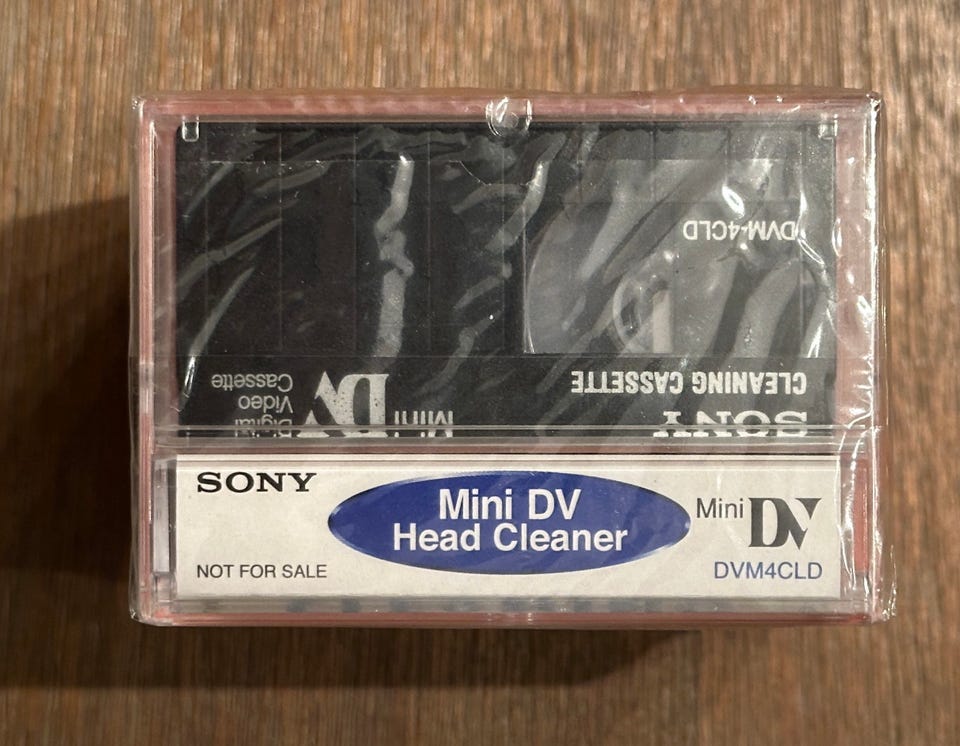 DVM-4CLD
CLEANING CASSETTE
SONY
Mini DV Digital
Video
Cassette
SONY
Mini DV
Head Cleaner
Mini DV
NOT FOR SALE
DVM4CLD